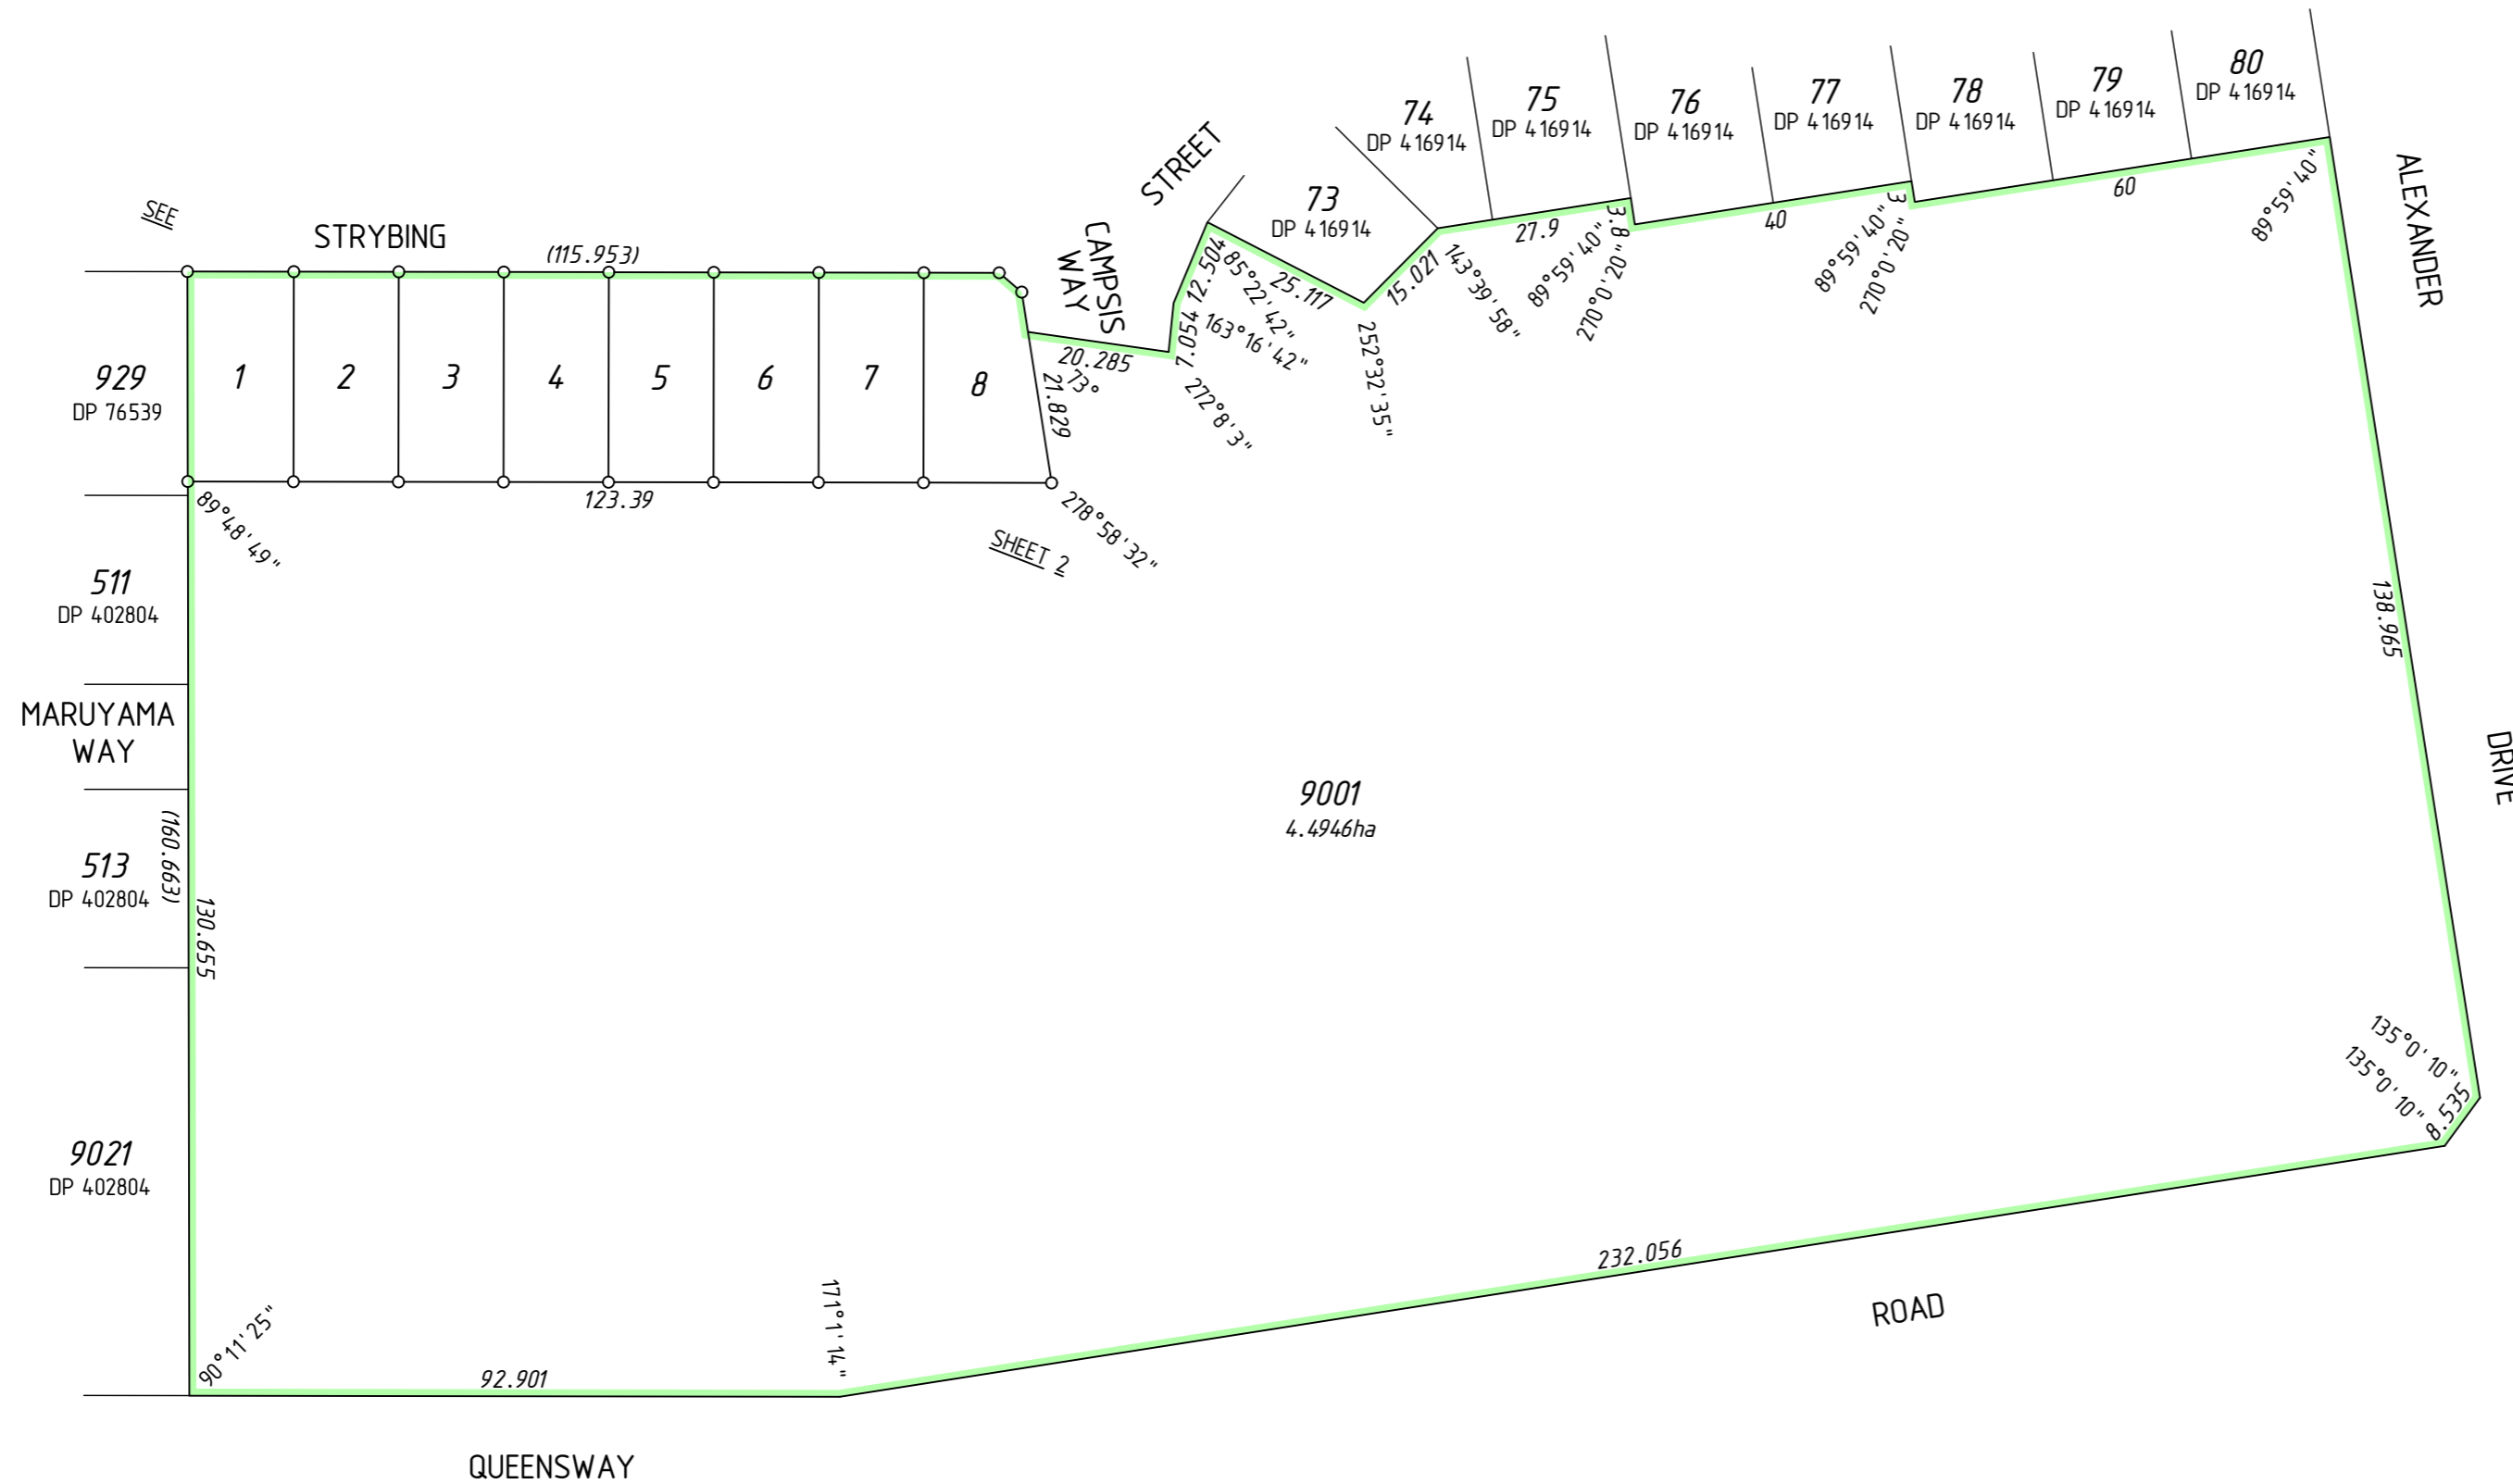 80
DP 416914
79
DP 416914
78
DP 416914
77
DP 416914
76
DP 416914
75
DP 416914
74
DP 416914
73
DP 416914
STREET
ALEXANDER
DRIVE
SEE
STRYBING
(115.953)
CAMPSIS
WAY
12.504
85°22'42"
25.117
15.021
143°39'58"
27.9
3.8
89°59'40"
270°0'20"
40
3
89°59'40"
270°0'20"
60
89°59'40"
7.054
163°16'42"
20.285
73°
272°8'3"
252°32'35"
21.829
929
DP 76539
1
2
3
4
5
6
7
8
123.39
89°48'49"
278°58'32"
SHEET 2
511
DP 402804
138.965
MARUYAMA
WAY
9001
4.4946ha
513
DP 402804
(160.663)
130.655
135°0'10"
135°0'10"
8.535
9021
DP 402804
90°11'25"
92.901
171°1'14"
232.056
ROAD
QUEENSWAY